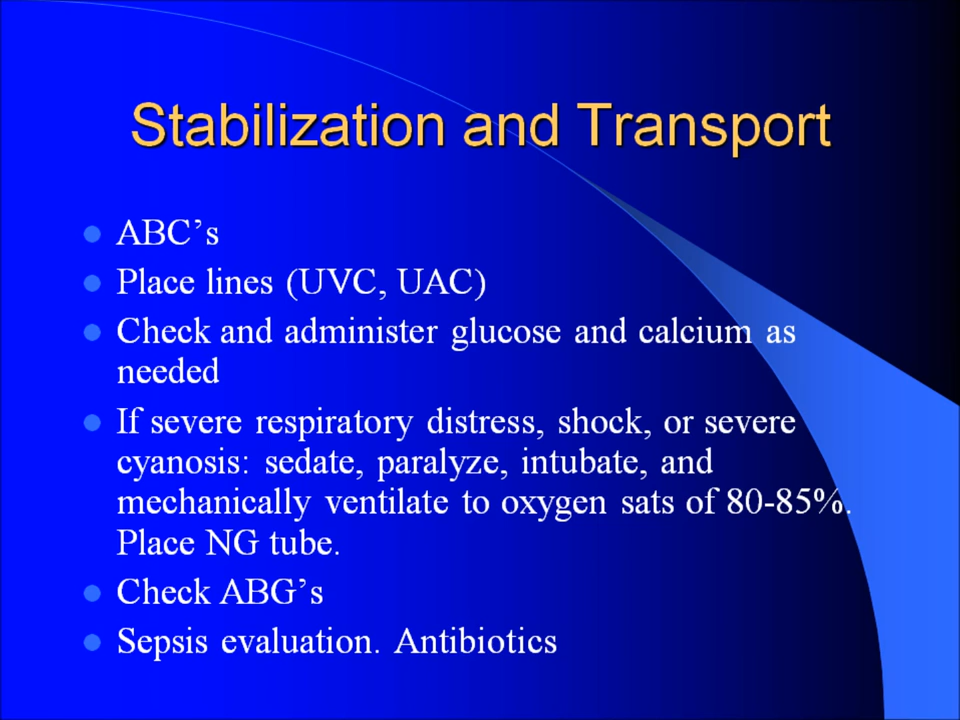 Stabilization and Transport
ABC’s
Place lines (UVC, UAC)
Check and administer glucose and calcium as
needed
If severe respiratory distress, shock, or severe
cyanosis: sedate, paralyze, intubate, and
mechanically ventilate to oxygen sats of 80-85%.
Place NG tube.
Check ABG’s
Sepsis evaluation. Antibiotics